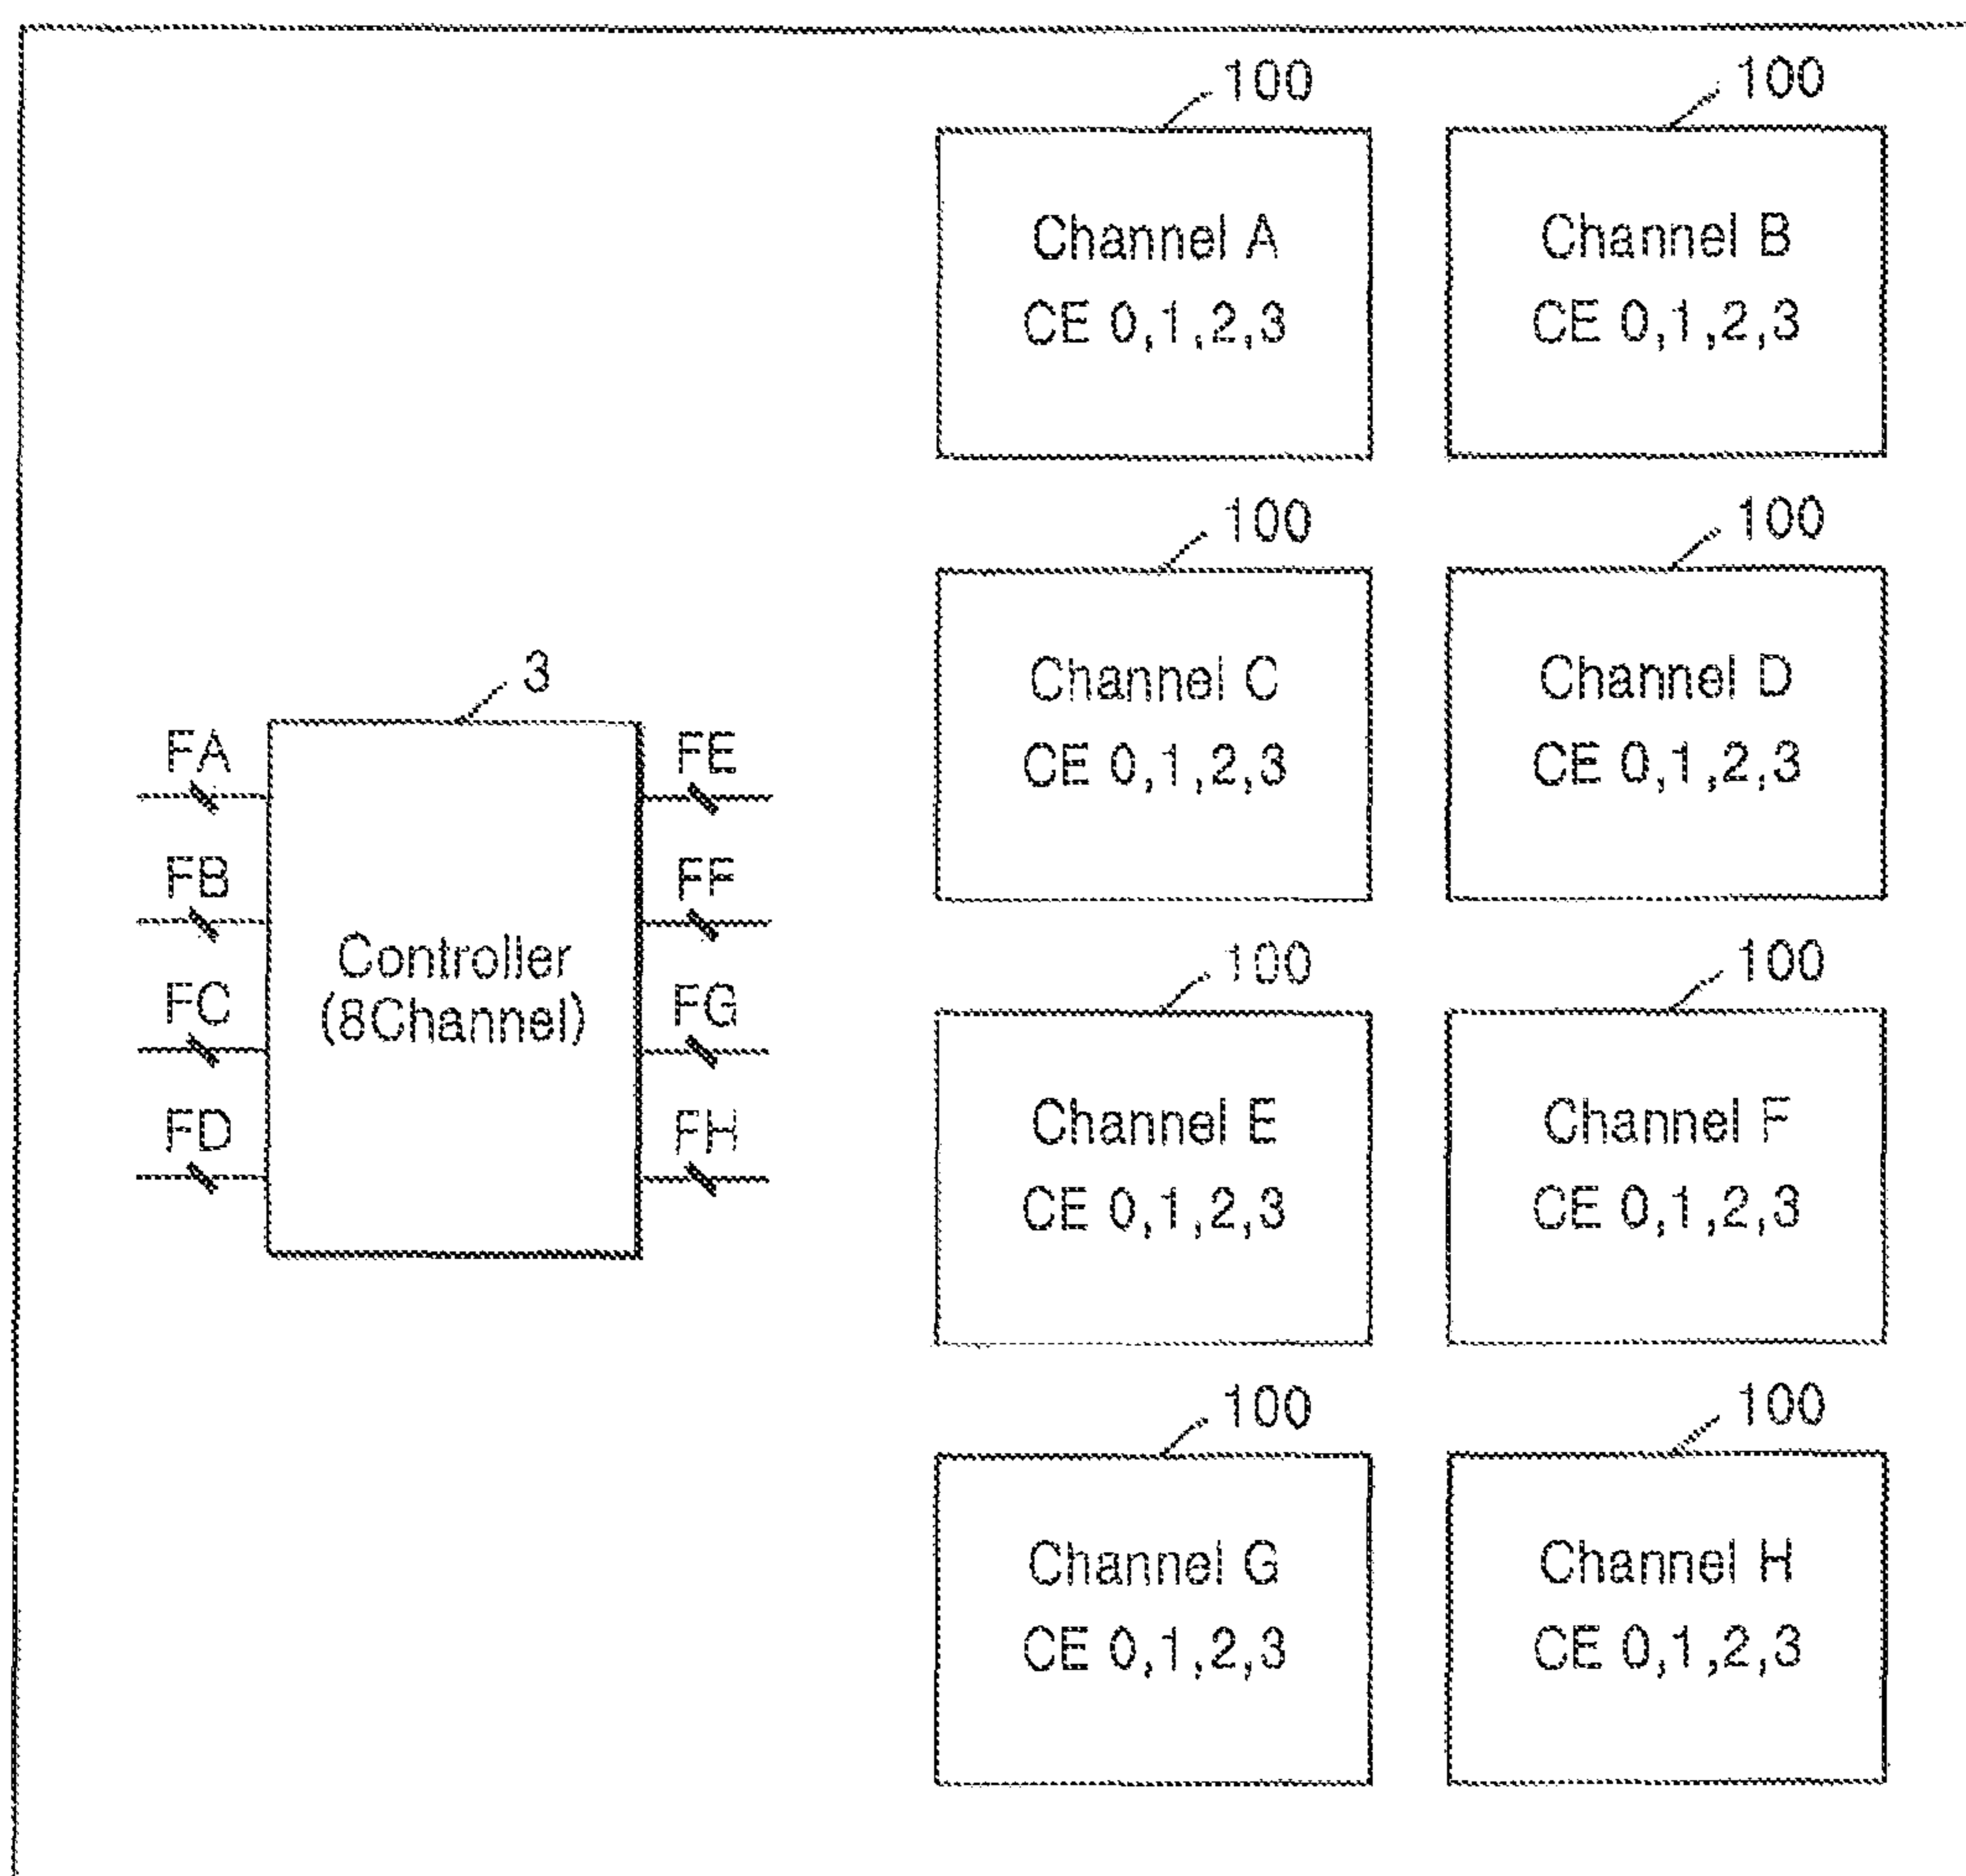 100
100
Channel A
CE 0,1,2,3
Channel B
CE 0,1,2,3
100
100
Channel C
CE 0,1,2,3
Channel D
CE 0,1,2,3
3
FA
FB
FC
FD
Controller
(8Channel)
FE
FF
FG
FH
100
100
Channel E
CE 0,1,2,3
Channel F
CE 0,1,2,3
100
100
Channel G
CE 0,1,2,3
Channel H
CE 0,1,2,3